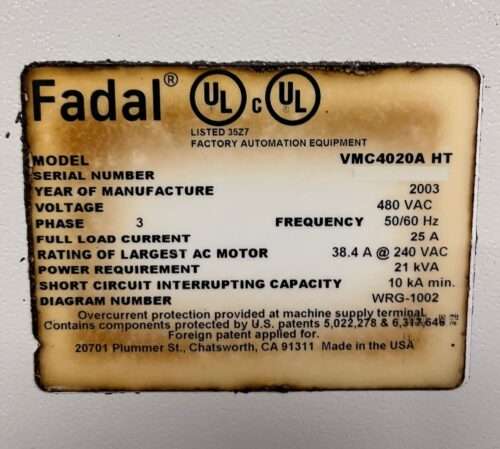 Fadal® UL c UL
LISTED 35Z7
FACTORY AUTOMATION EQUIPMENT
MODEL VMC4020A HT
SERIAL NUMBER
YEAR OF MANUFACTURE 2003
VOLTAGE 480 VAC
PHASE 3 FREQUENCY 50/60 Hz
FULL LOAD CURRENT 25 A
RATING OF LARGEST AC MOTOR 38.4 A @ 240 VAC
POWER REQUIREMENT 21 kVA
SHORT CIRCUIT INTERRUPTING CAPACITY 10 kA min.
DIAGRAM NUMBER WRG-1002
Overcurrent protection provided at machine supply terminal
Contains components protected by U.S. patents 5,022,278 & 6,317,646
Foreign patent applied for.
20701 Plummer St., Chatsworth, CA 91311 Made in the USA